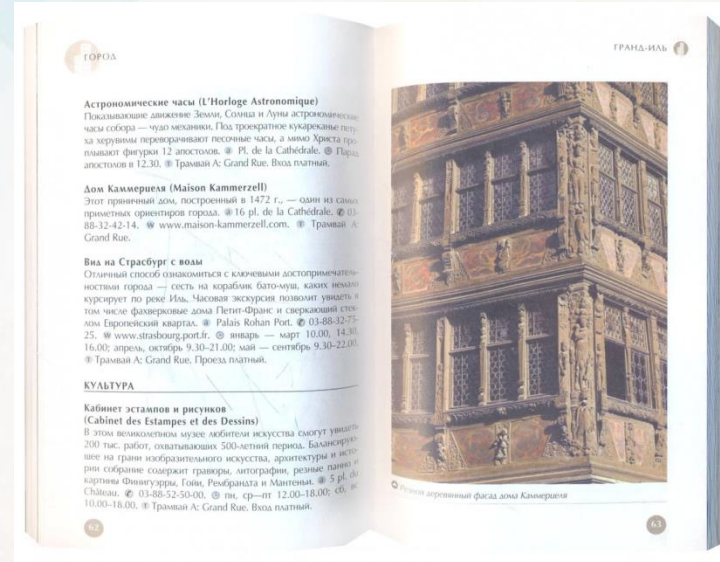 ГОРОД
Астрономические часы (L'Horloge Astronomique)
Показывающие движение Земли, Солнца и Луны астрономические
часы собора — чудо механики. Под троекратное кукареканье пету-
ха херувимы переворачивают песочные часы, а мимо Христа про-
плывают фигурки 12 апостолов. Pl. de la Cathédrale. Парад
апостолов в 12.30. Трамвай A: Grand Rue. Вход платный.
Дом Каммерцеля (Maison Kammerzell)
Этот пряничный дом, построенный в 1472 г., — один из самых
приметных ориентиров города. 16 pl. de la Cathédrale. 03-
88-32-42-14. www.maison-kammerzell.com. Трамвай A:
Grand Rue.
Вид на Страсбург с воды
Отличный способ ознакомиться с ключевыми достопримечатель-
ностями города — сесть на кораблик бато-муш, каких немало
курсирует по реке Иль. Часовая экскурсия позволит увидеть в
том числе фахверковые дома Петит-Франс и сверкающий стек-
лом Европейский квартал. Palais Rohan Port. 03-88-32-75-
25. www.strasbourg.port.fr. январь — март 10.00, 14.30,
16.00; апрель, октябрь 9.30–21.00; май — сентябрь 9.30–22.00.
Трамвай A: Grand Rue. Проезд платный.
КУЛЬТУРА
Кабинет эстампов и рисунков
(Cabinet des Estampes et des Dessins)
В этом великолепном музее любители искусства смогут увидеть
200 тыс. работ, охватывающих 500-летний период. Балансирую-
щее на грани изобразительного искусства, архитектуры и исто-
рии собрание содержит гравюры, литографии, резные панно и
картины Финигуэрры, Гойи, Рембрандта и Мантеньи. 5 pl. du
Château. 03-88-52-50-00. пн, ср—пт 12.00–18.00; сб, вс
10.00–18.00. Трамвай A: Grand Rue. Вход платный.
62
ГРАНД-ИЛЬ
Резной деревянный фасад дома Каммерцеля
63